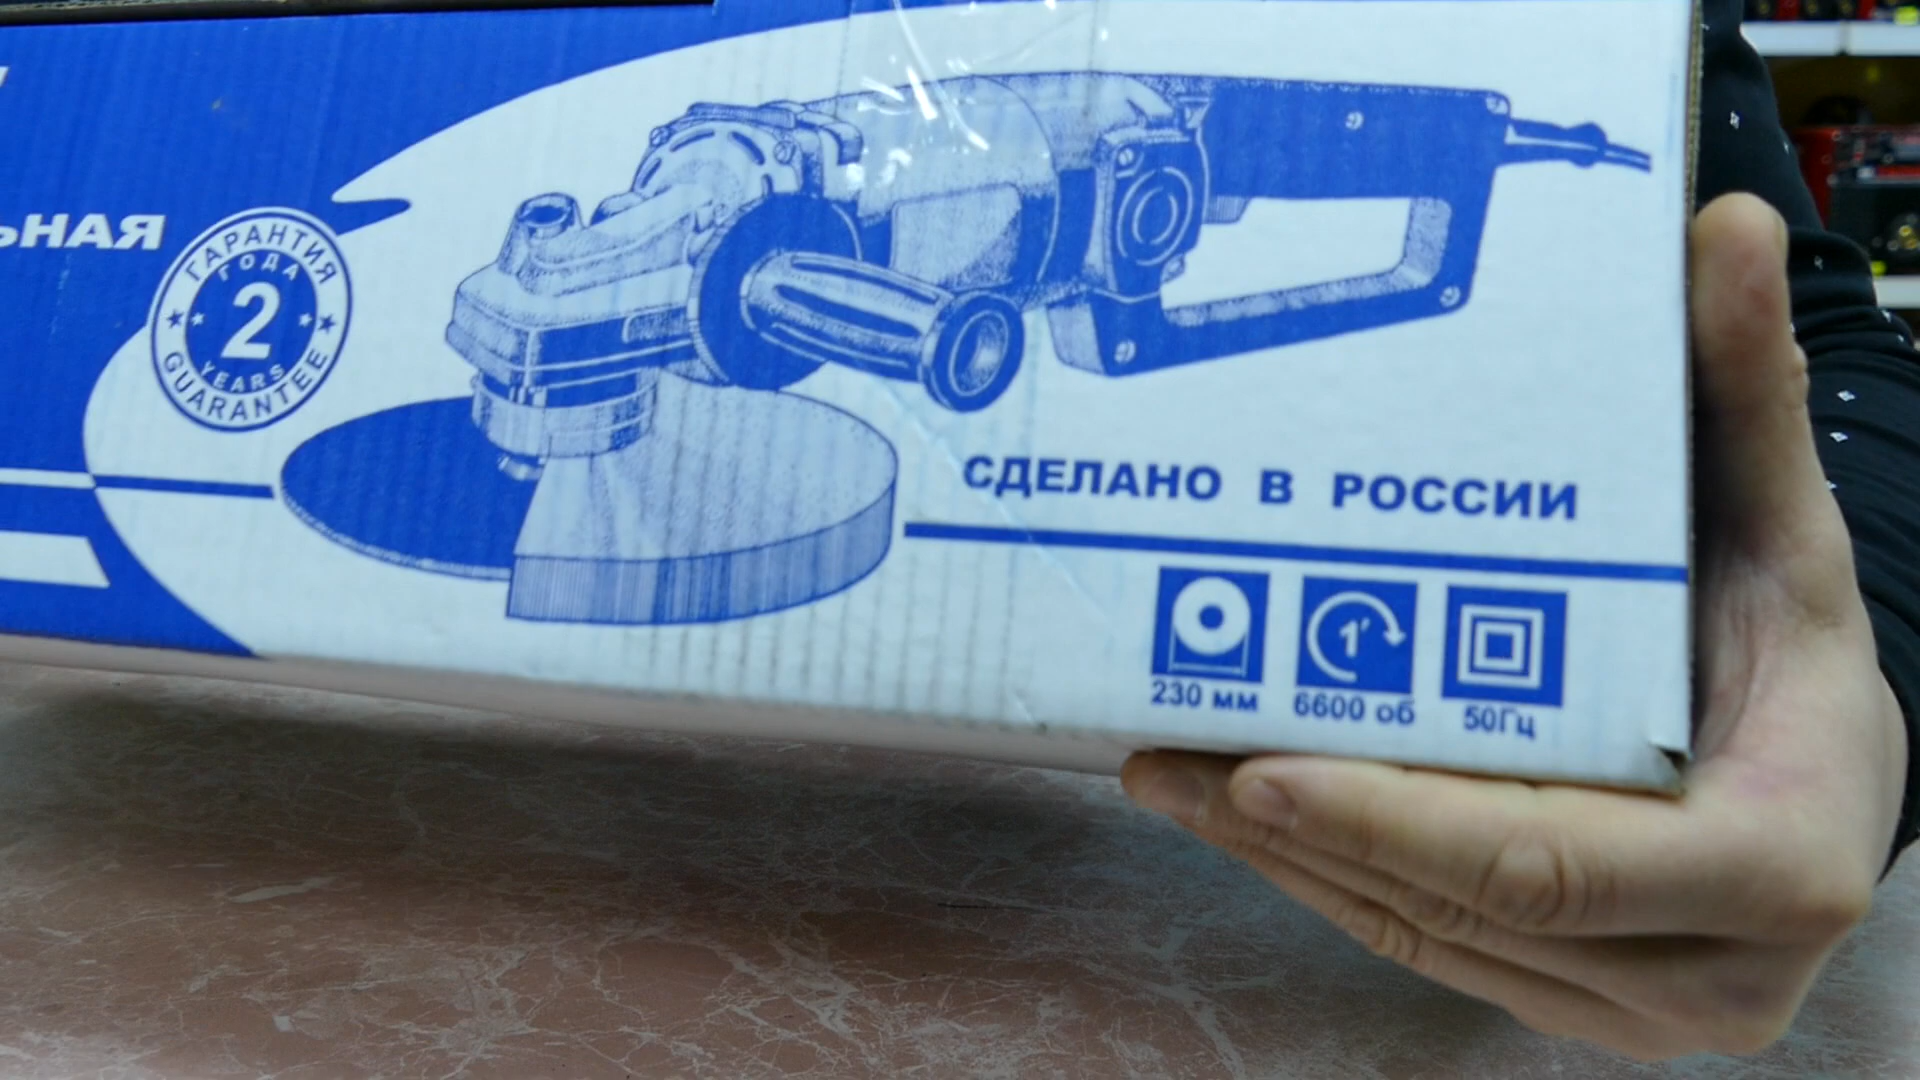 ЬНАЯ
ГАРАНТИЯ
ГОДА
2
YEARS
GUARANTEE
СДЕЛАНО В РОССИИ
1'
230 мм
6600 об
50Гц